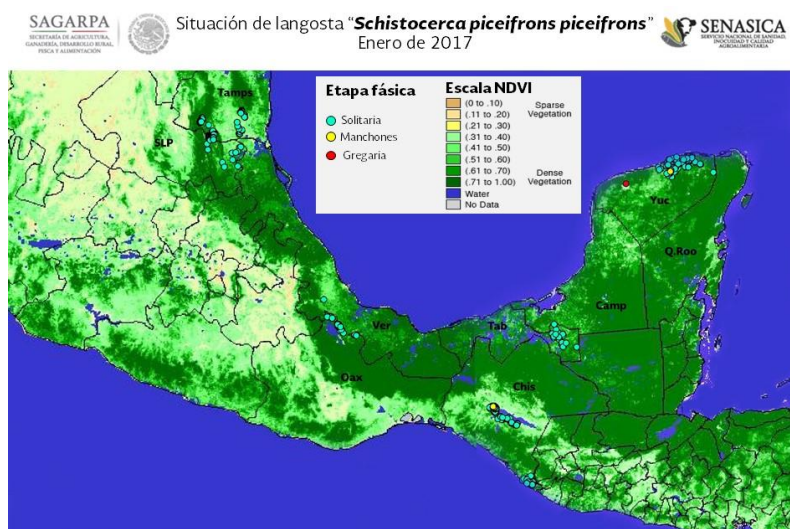 SAGARPA
SECRETARÍA DE AGRICULTURA,
GANADERÍA, DESARROLLO RURAL,
PESCA Y ALIMENTACIÓN
Situación de langosta “Schistocerca piceifrons piceifrons”
Enero de 2017
SENASICA
SERVICIO NACIONAL DE SANIDAD,
INOCUIDAD Y CALIDAD
AGROALIMENTARIA
Etapa fásica
Solitaria
Manchones
Gregaria
Escala NDVI
(0 to .10)
(.11 to .20)
(.21 to .30)
(.31 to .40)
(.41 to .50)
(.51 to .60)
(.61 to .70)
(.71 to 1.00)
Water
No Data
Sparse
Vegetation
Dense
Vegetation
Tamps
SLP
Yuc
Q.Roo
Camp
Ver
Tab
Oax
Chis